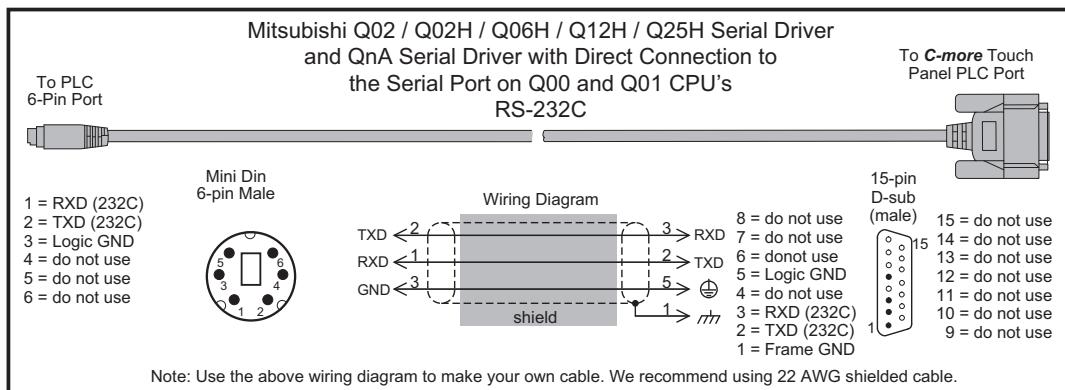 Mitsubishi Q02 / Q02H / Q06H / Q12H / Q25H Serial Driver
and QnA Serial Driver with Direct Connection to
the Serial Port on Q00 and Q01 CPU's
RS-232C
To PLC
6-Pin Port
To C-more Touch
Panel PLC Port
1 = RXD (232C)
2 = TXD (232C)
3 = Logic GND
4 = do not use
5 = do not use
6 = do not use
Mini Din
6-pin Male
5
6
3
4
1
2
Wiring Diagram
TXD
2
3
RXD
RXD
1
2
TXD
GND
3
5
shield
1
8 = do not use
7 = do not use
6 = donot use
5 = Logic GND
4 = do not use
3 = RXD (232C)
2 = TXD (232C)
1 = Frame GND
15-pin
D-sub
(male)
15
1
15 = do not use
14 = do not use
13 = do not use
12 = do not use
11 = do not use
10 = do not use
9 = do not use
Note: Use the above wiring diagram to make your own cable. We recommend using 22 AWG shielded cable.